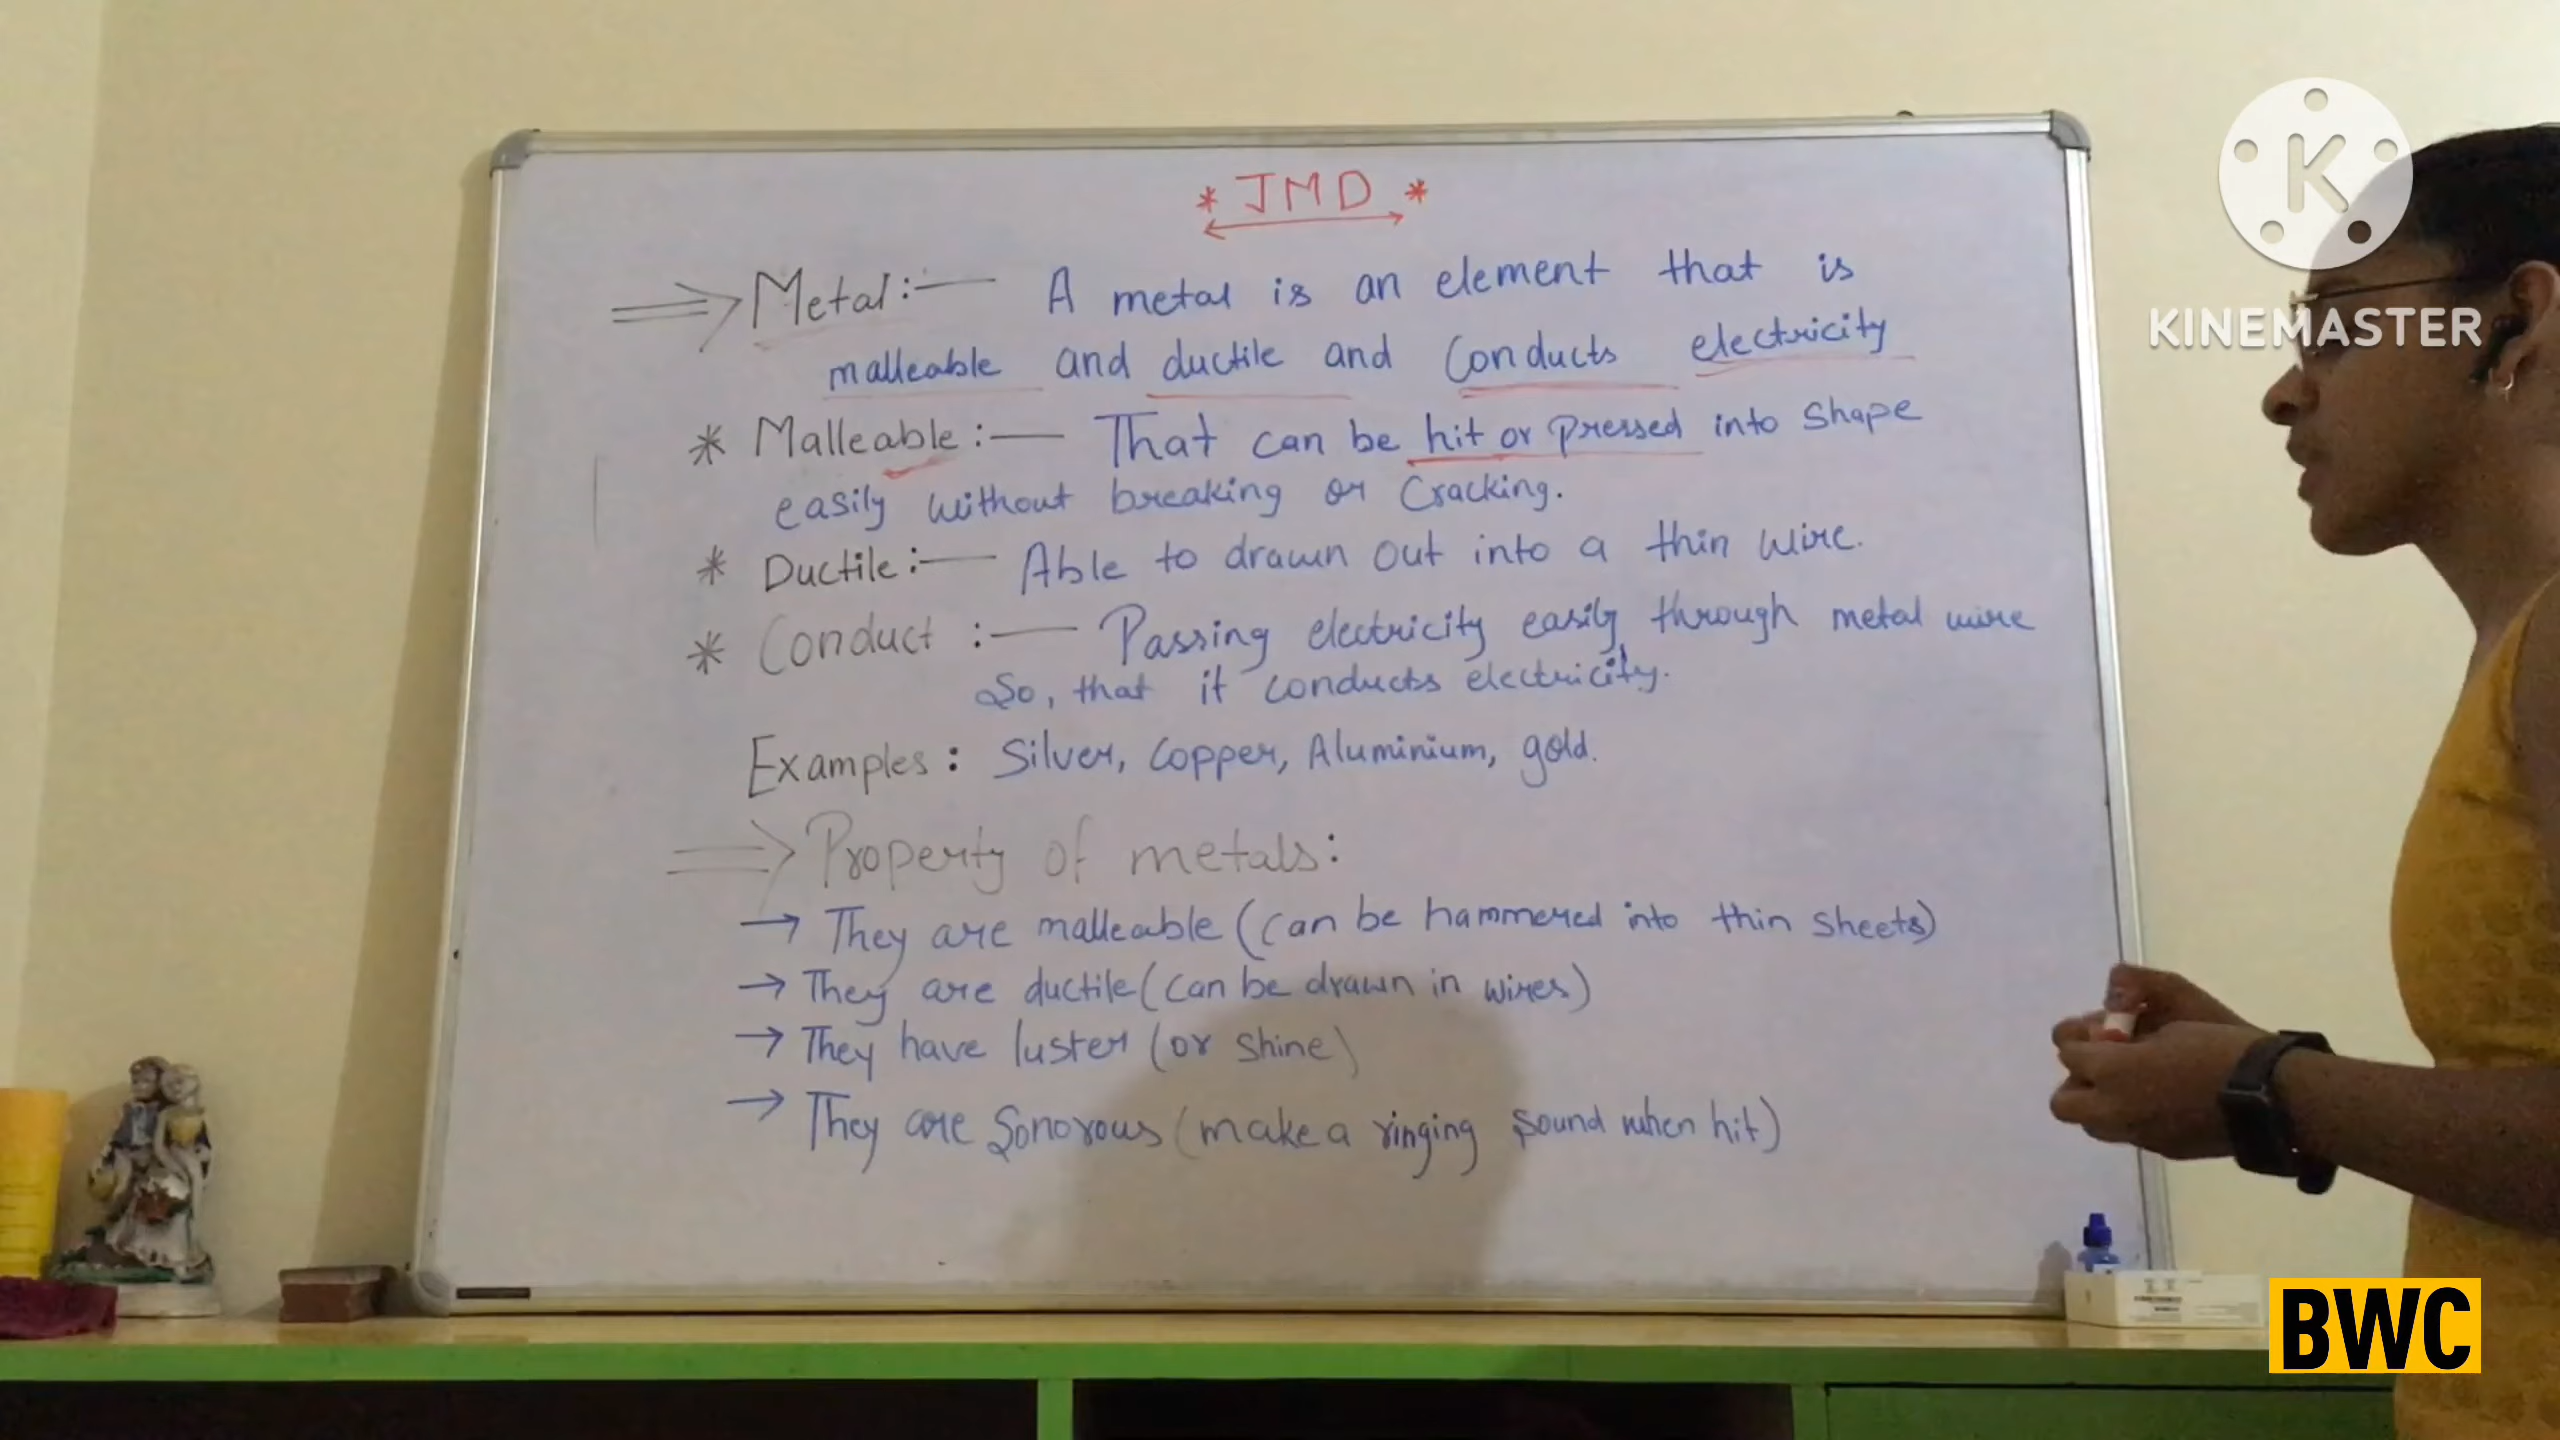 * JMD *
⇒ Metal :— A metal is an element that is
malleable and ductile and Conducts electricity
* Malleable :— That can be hit or Pressed into Shape
easily without breaking or Cracking.
* Ductile :— Able to drawn out into a thin wire.
* Conduct :— Passing electricity easily through metal wire
So, that it conducts electricity.
Examples : Silver, Copper, Aluminium, gold.
⇒ Property of metals:
→ They are malleable (can be hammered into thin sheets)
→ They are ductile (can be drawn in wires)
→ They have luster (or shine)
→ They are Sonorous (make a ringing sound when hit)
K
KINEMASTER
BWC